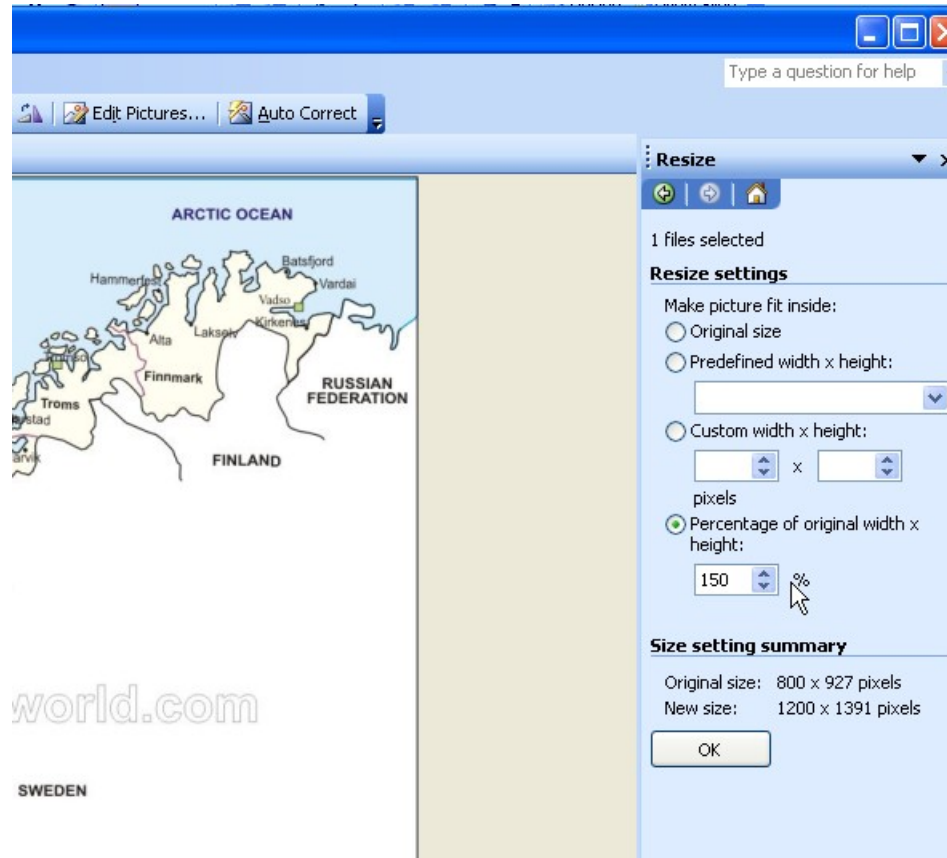 Type a question for help
Edit Pictures... Auto Correct
Resize
1 files selected
Resize settings
Make picture fit inside:
Original size
Predefined width x height:
Custom width x height:
x
pixels
Percentage of original width x
height:
150 %
Size setting summary
Original size: 800 x 927 pixels
New size: 1200 x 1391 pixels
OK
ARCTIC OCEAN
Batsfjord
Hammerfest
Vardai
Vadso
Kirkenes
Alta
Finnmark
Troms
RUSSIAN
FEDERATION
FINLAND
world.com
SWEDEN